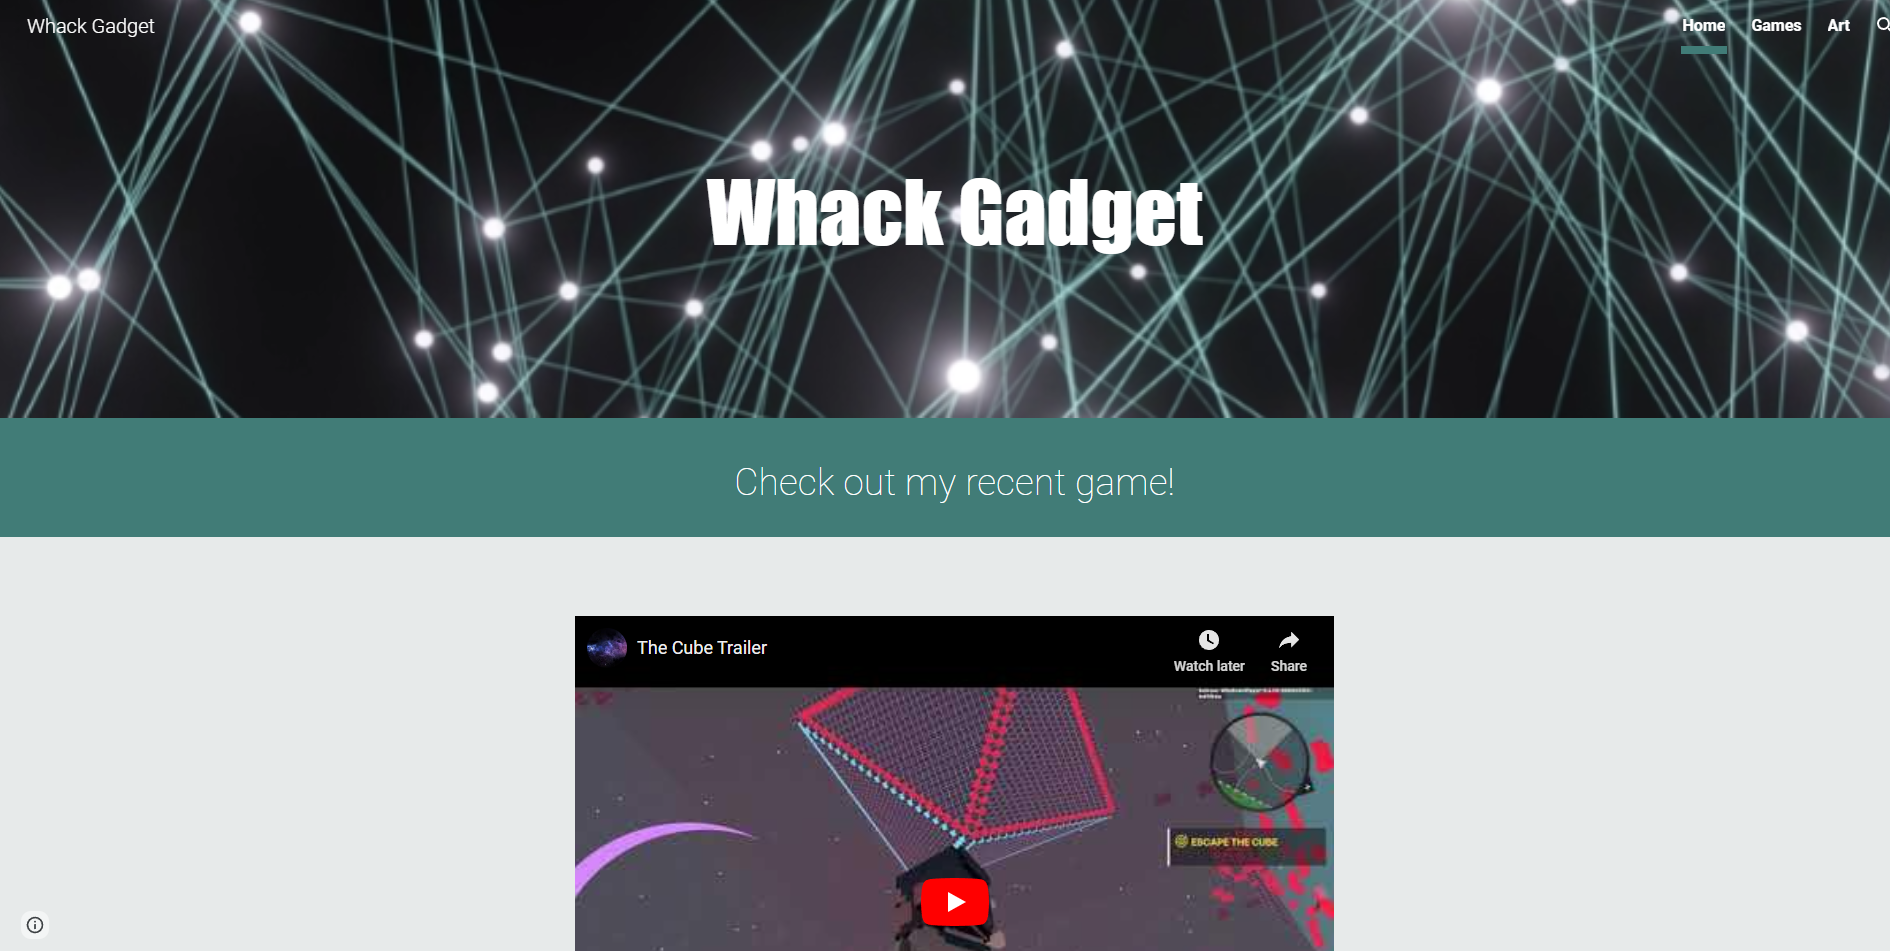 Whack Gadget
Home Games Art
Whack Gadget
Check out my recent game!
The Cube Trailer
Watch later Share
ESCAPE THE CUBE